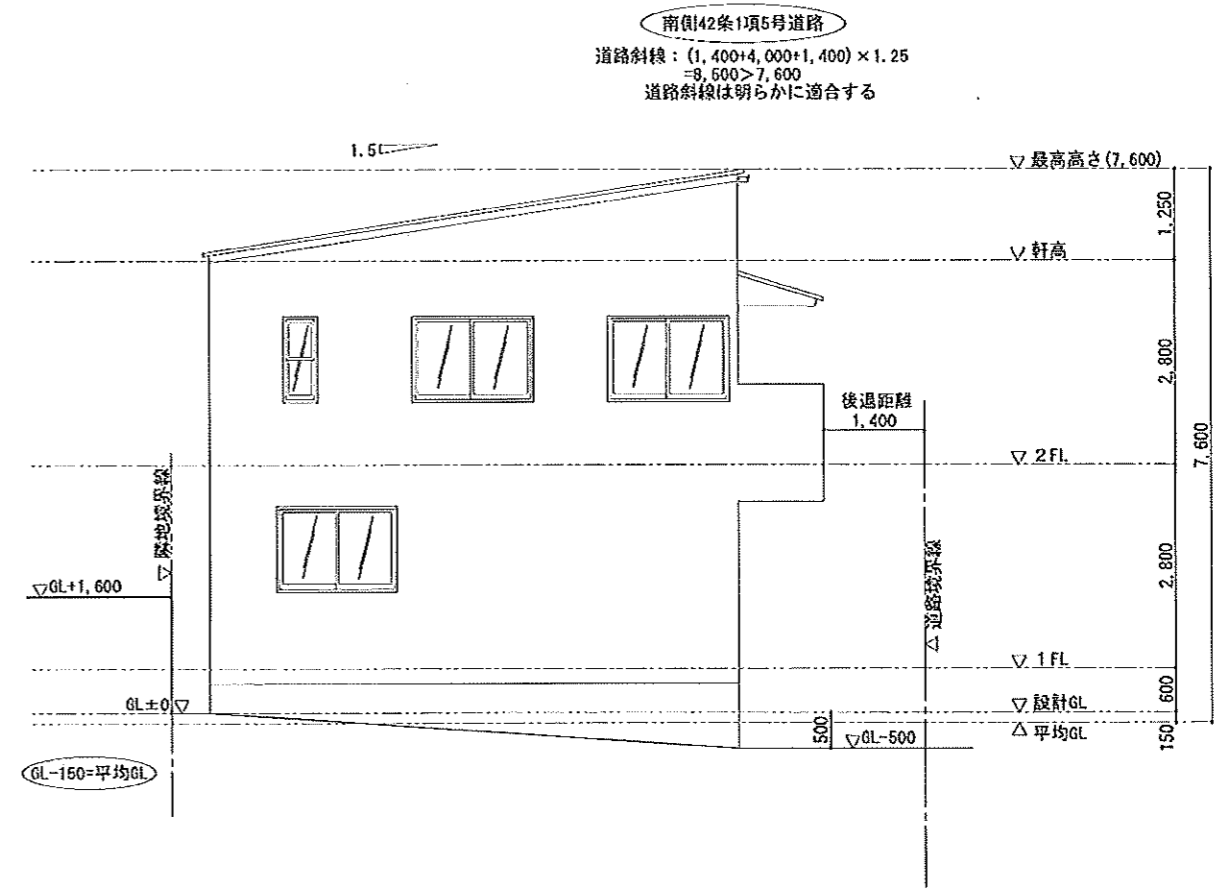 南側42条1項5号道路
道路斜線：(1,400+4,000+1,400)×1.25
=8,500>7,600
道路斜線は明らかに適合する
1.5
▽ 最高高さ(7,600)
1,250
▽ 軒高
2,800
後退距離
1,400
7,600
▽ 2FL
▽ 隣地境界線
2,800
▽GL+1,600
△ 道路境界線
▽ 1FL
600
GL±0 ▽
▽ 設計GL
500
▽GL-500
△ 平均GL
150
GL-150=平均GL